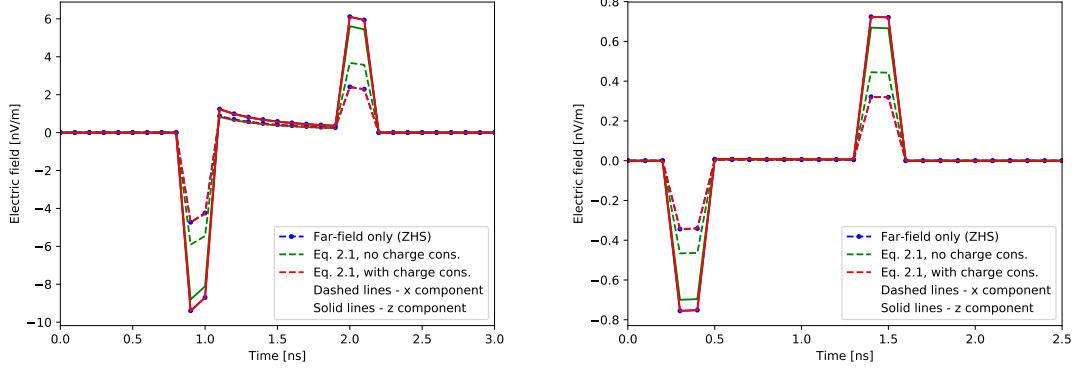 Electric field [nV/m]
6
4
2
0
−2
−4
−6
−8
−10
0.0 0.5 1.0 1.5 2.0 2.5 3.0
Time [ns]
Far-field only (ZHS)
Eq. 2.1, no charge cons.
Eq. 2.1, with charge cons.
Dashed lines - x component
Solid lines - z component
Electric field [nV/m]
0.8
0.6
0.4
0.2
0.0
−0.2
−0.4
−0.6
−0.8
0.0 0.5 1.0 1.5 2.0 2.5
Time [ns]
Far-field only (ZHS)
Eq. 2.1, no charge cons.
Eq. 2.1, with charge cons.
Dashed lines - x component
Solid lines - z component